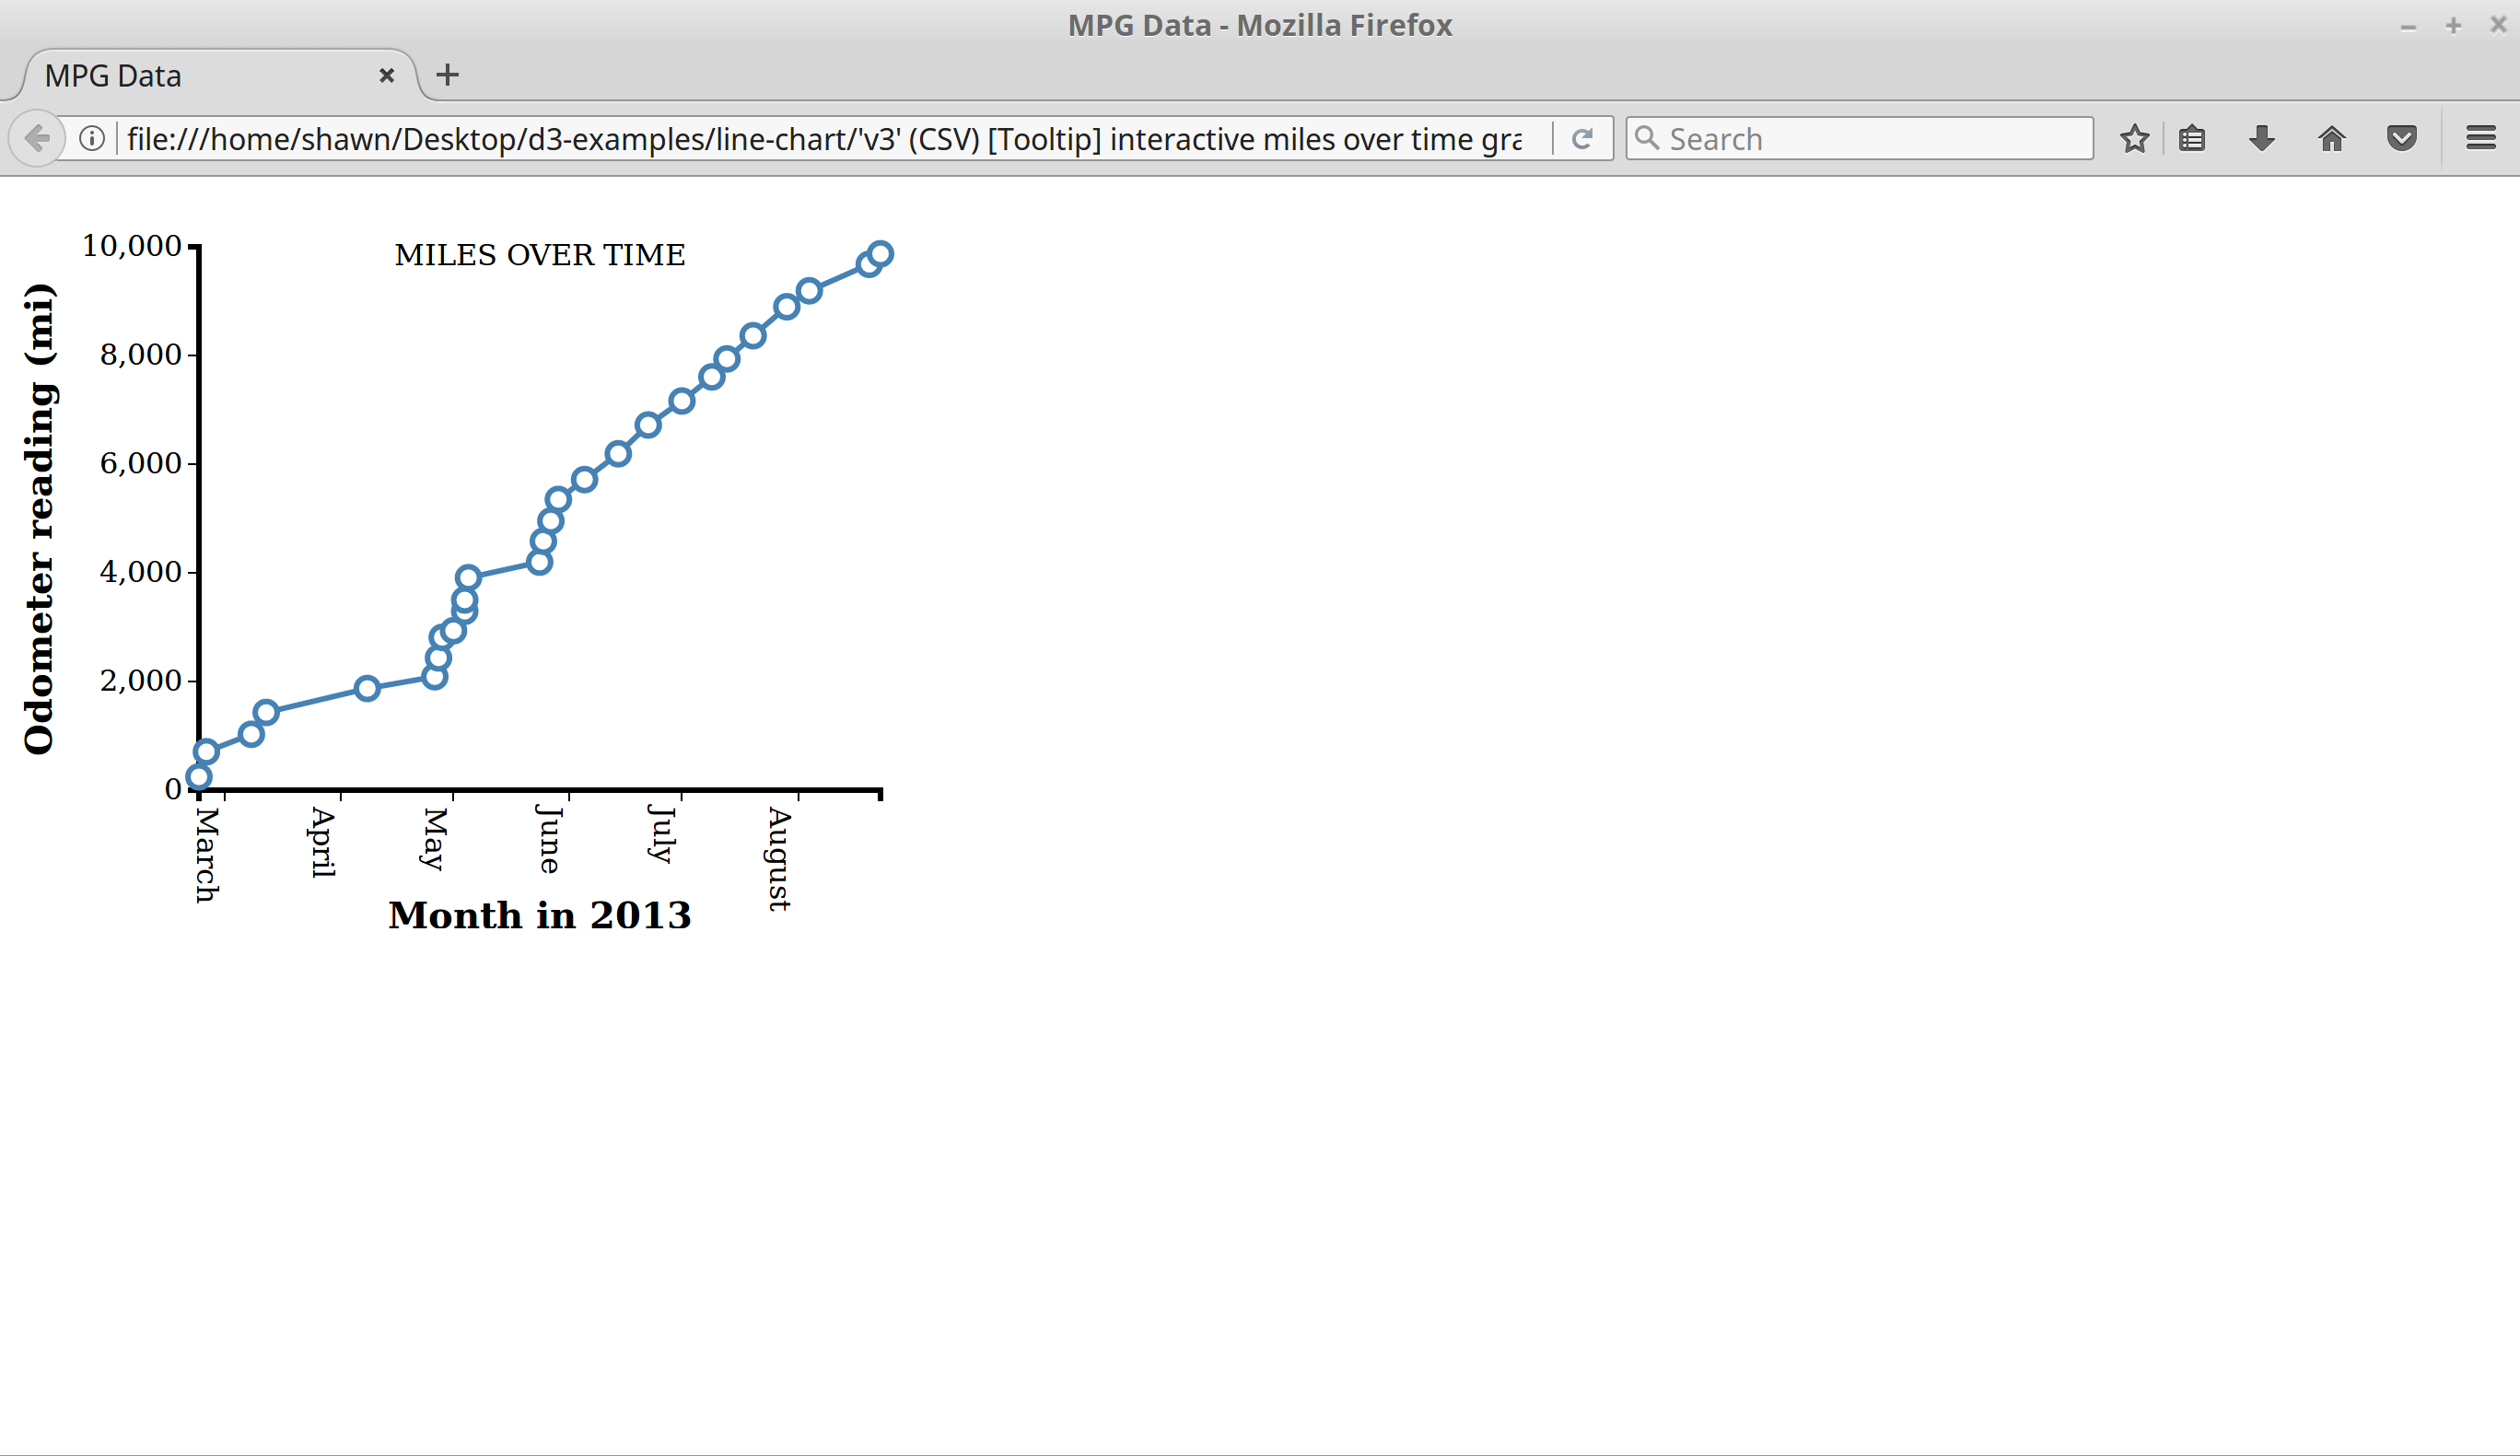 MPG Data - Mozilla Firefox
MPG Data
file:///home/shawn/Desktop/d3-examples/line-chart/'v3' (CSV) [Tooltip] interactive miles over time gra
Search
MILES OVER TIME
Odometer reading (mi)
10,000
8,000
6,000
4,000
2,000
0
March
April
May
June
July
August
Month in 2013